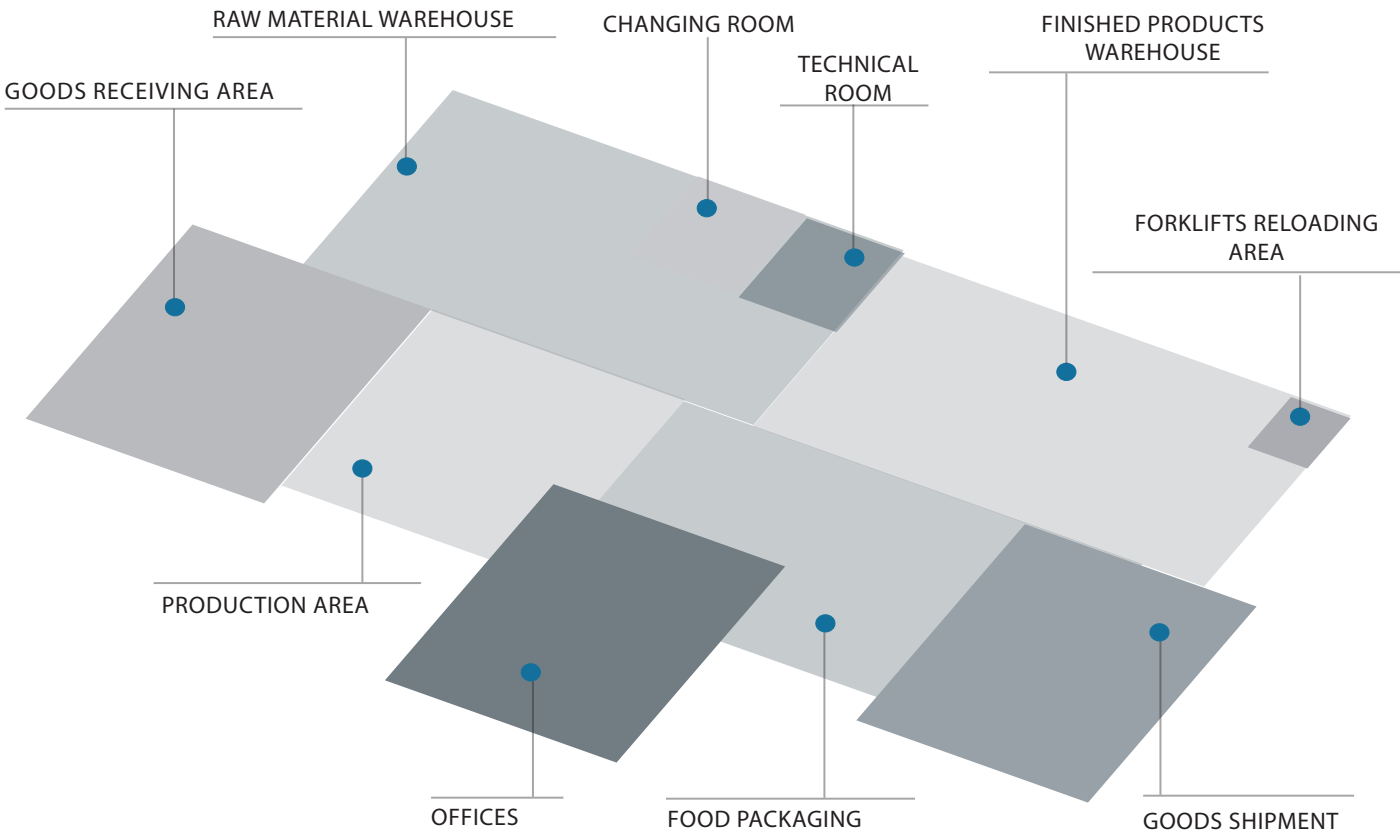 RAW MATERIAL WAREHOUSE
CHANGING ROOM
FINISHED PRODUCTS
WAREHOUSE
TECHNICAL
ROOM
GOODS RECEIVING AREA
FORKLIFTS RELOADING
AREA
PRODUCTION AREA
OFFICES
FOOD PACKAGING
GOODS SHIPMENT